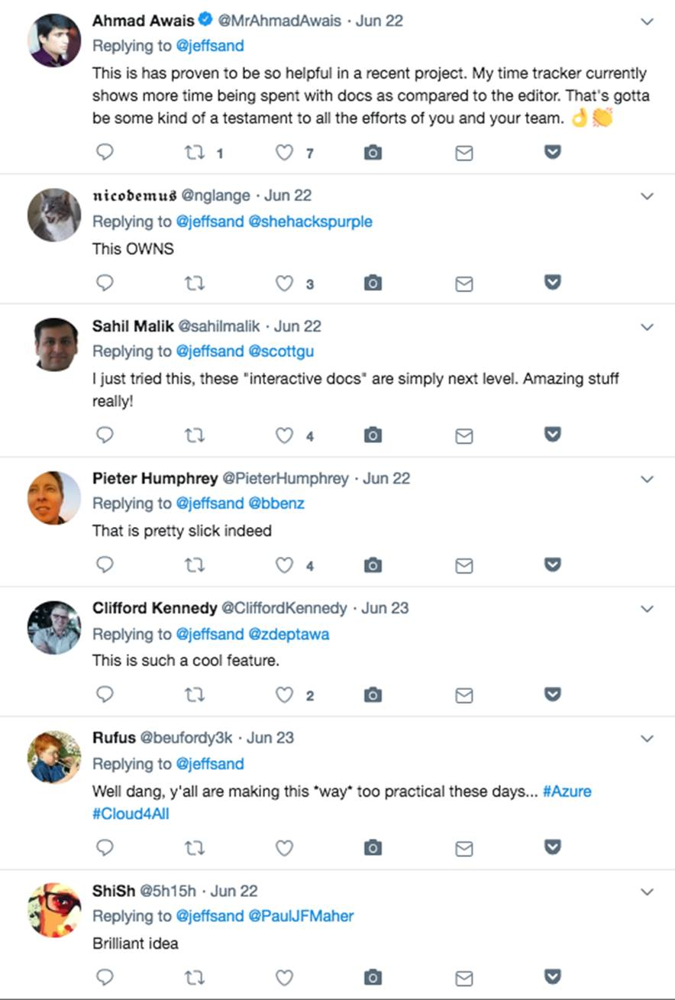 Ahmad Awais @MrAhmadAwais · Jun 22
Replying to @jeffsand
This is has proven to be so helpful in a recent project. My time tracker currently
shows more time being spent with docs as compared to the editor. That's gotta
be some kind of a testament to all the efforts of you and your team. 👌👏
1 7
𝖓𝖎𝖈𝖔𝖉𝖊𝖒𝖚𝖘 @nglange · Jun 22
Replying to @jeffsand @shehackspurple
This OWNS
3
Sahil Malik @sahilmalik · Jun 22
Replying to @jeffsand @scottgu
I just tried this, these "interactive docs" are simply next level. Amazing stuff
really!
4
Pieter Humphrey @PieterHumphrey · Jun 22
Replying to @jeffsand @bbenz
That is pretty slick indeed
4
Clifford Kennedy @CliffordKennedy · Jun 23
Replying to @jeffsand @zdeptawa
This is such a cool feature.
2
Rufus @beufordy3k · Jun 23
Replying to @jeffsand
Well dang, y'all are making this *way* too practical these days... #Azure
#Cloud4All
ShiSh @5h15h · Jun 22
Replying to @jeffsand @PaulJFMaher
Brilliant idea